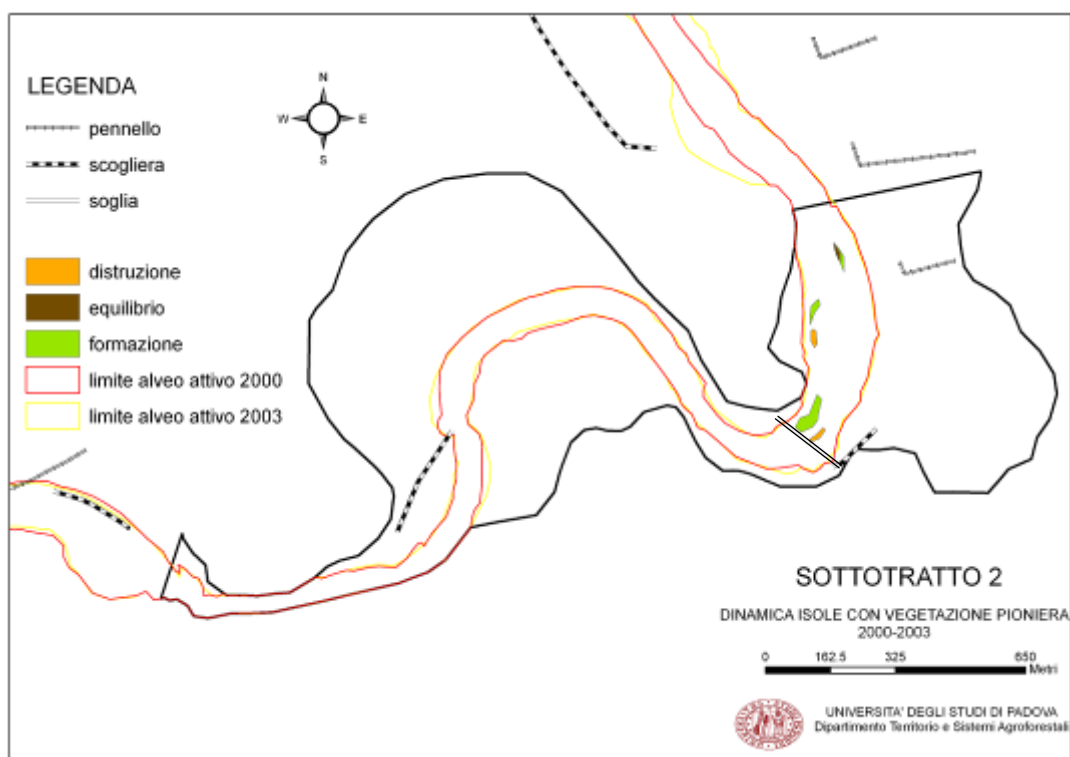 LEGENDA
pennello
scogliera
soglia
distruzione
equilibrio
formazione
limite alveo attivo 2000
limite alveo attivo 2003
N
W E
S
SOTTOTRATTO 2
DINAMICA ISOLE CON VEGETAZIONE PIONIERA
2000-2003
0 162.5 325 650
Metri
UNIVERSITA' DEGLI STUDI DI PADOVA
Dipartimento Territorio e Sistemi Agroforestali